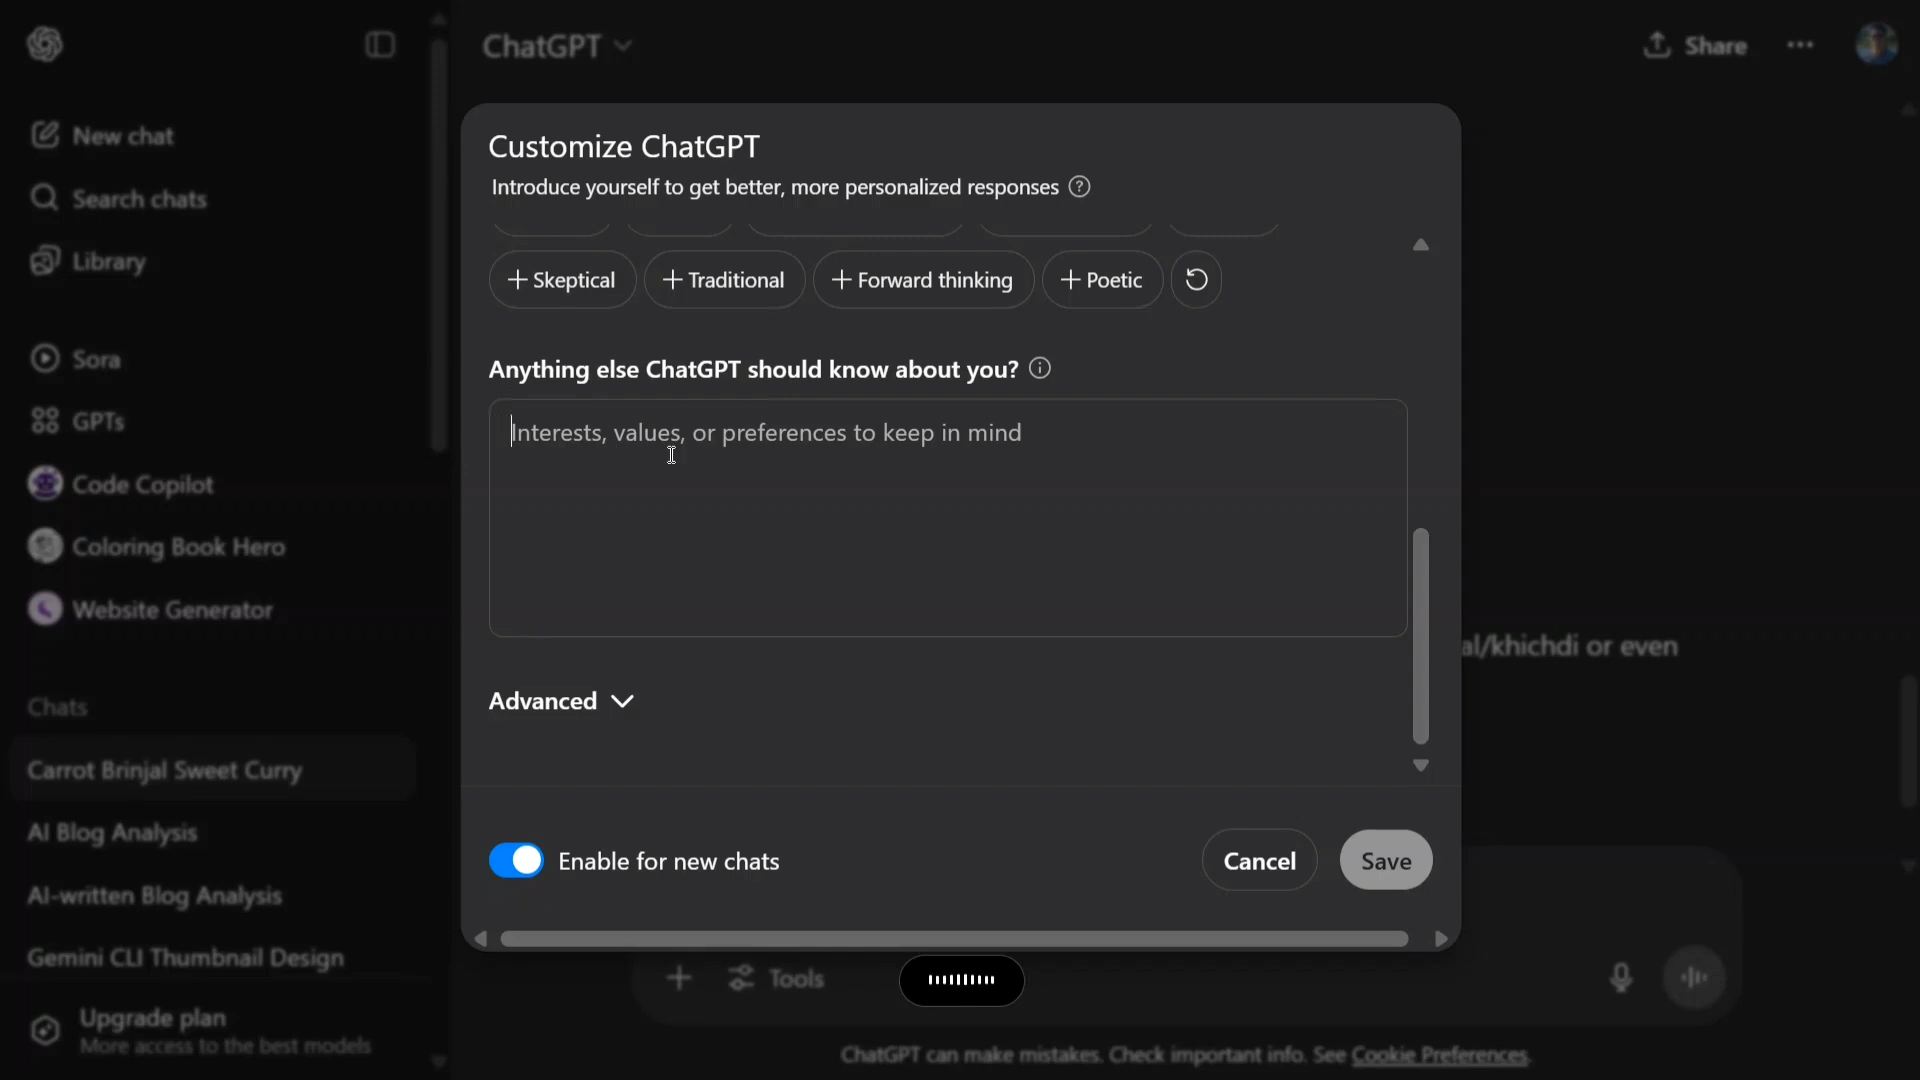 ChatGPT
Share
New chat
Search chats
Library
Sora
GPTs
Code Copilot
Coloring Book Hero
Website Generator
Chats
Carrot Brinjal Sweet Curry
AI Blog Analysis
AI-written Blog Analysis
Gemini CLI Thumbnail Design
Upgrade plan
More access to the best models
Customize ChatGPT
Introduce yourself to get better, more personalized responses
Skeptical
Traditional
Forward thinking
Poetic
Anything else ChatGPT should know about you?
Interests, values, or preferences to keep in mind
Advanced
Enable for new chats
Cancel
Save
al/khichdi or even
Tools
ChatGPT can make mistakes. Check important info. See Cookie Preferences.